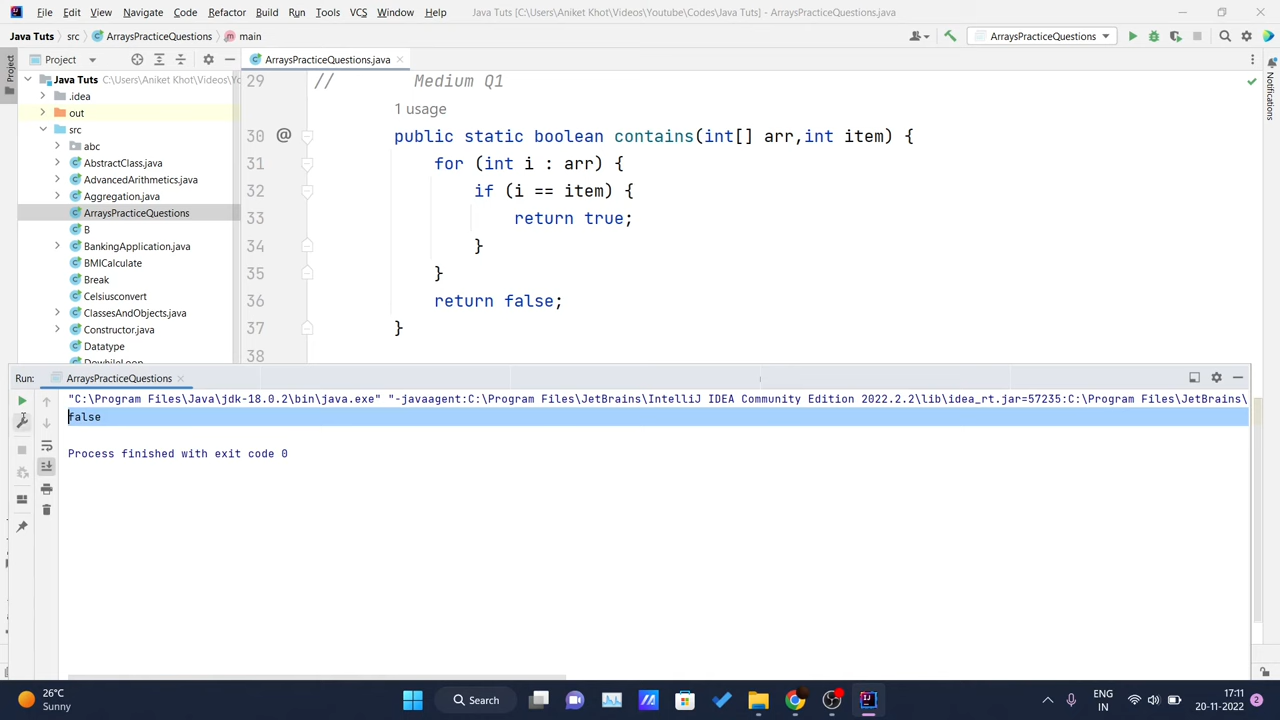 File Edit View Navigate Code Refactor Build Run Tools VCS Window Help Java Tuts [C:\Users\Aniket Khot\Videos\Youtube\Codes\Java Tuts] - ArraysPracticeQuestions.java
Java Tuts src ArraysPracticeQuestions main ArraysPracticeQuestions
Project Project ArraysPracticeQuestions.java
Java Tuts C:\Users\Aniket Khot\Videos\Yo
.idea
out
src
abc
AbstractClass.java
AdvancedArithmetics.java
Aggregation.java
ArraysPracticeQuestions
B
BankingApplication.java
BMICalculate
Break
Celsiusconvert
ClassesAndObjects.java
Constructor.java
Datatype
DowhileLoop
29 // Medium Q1
1 usage
30 @ public static boolean contains(int[] arr,int item) {
31 for (int i : arr) {
32 if (i == item) {
33 return true;
34 }
35 }
36 return false;
37 }
38
Notifications
Run: ArraysPracticeQuestions
"C:\Program Files\Java\jdk-18.0.2\bin\java.exe" "-javaagent:C:\Program Files\JetBrains\IntelliJ IDEA Community Edition 2022.2.2\lib\idea_rt.jar=57235:C:\Program Files\JetBrains\
false
Process finished with exit code 0
26°C
Sunny
Search
ENG
IN
17:11
20-11-2022
2